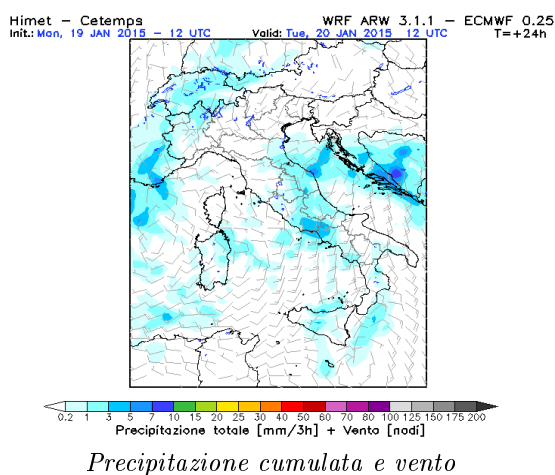 Himet – Cetemps WRF ARW 3.1.1 – ECMWF 0.25
Init.: Mon, 19 JAN 2015 – 12 UTC Valid: Tue, 20 JAN 2015 12 UTC T=+24h
0.2 1 3 5 7 10 15 20 25 30 40 50 60 70 80 100 125 150 175 200
Precipitazione totale [mm/3h] + Vento [nodi]
Precipitazione cumulata e vento